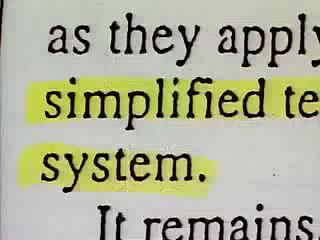 as they apply
simplified te
system.
It remains